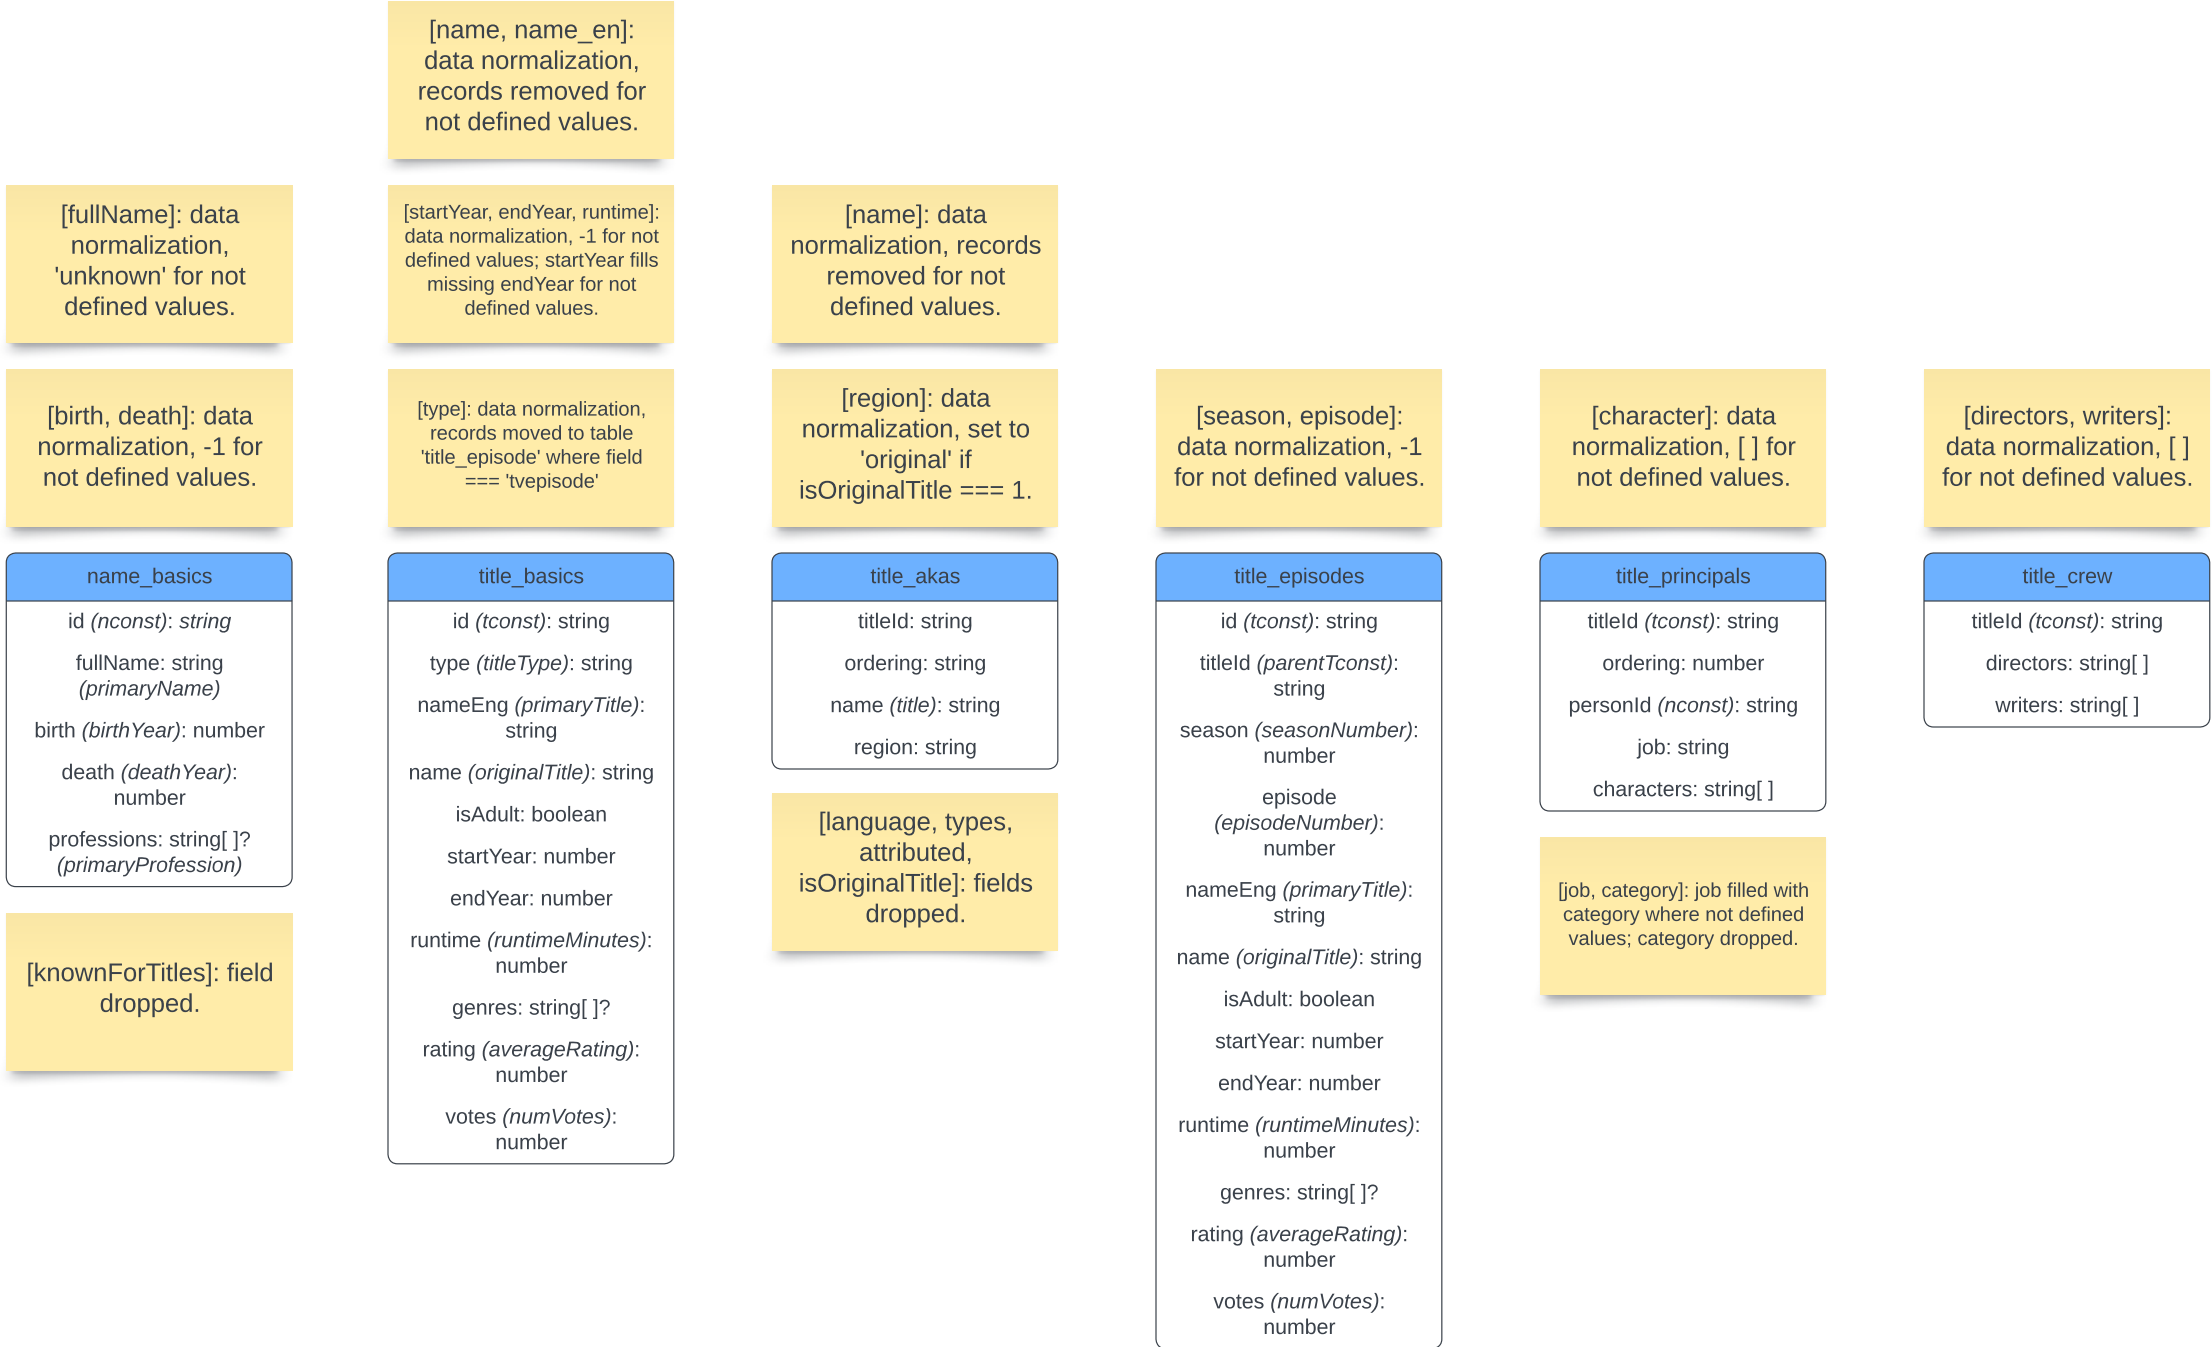 [name, name_en]:
data normalization,
records removed for
not defined values.
[fullName]: data
normalization,
'unknown' for not
defined values.
[startYear, endYear, runtime]:
data normalization, -1 for not
defined values; startYear fills
missing endYear for not
defined values.
[name]: data
normalization, records
removed for not
defined values.
[birth, death]: data
normalization, -1 for
not defined values.
[type]: data normalization,
records moved to table
'title_episode' where field
=== 'tvepisode'
[region]: data
normalization, set to
'original' if
isOriginalTitle === 1.
[season, episode]:
data normalization, -1
for not defined values.
[character]: data
normalization, [ ] for
not defined values.
[directors, writers]:
data normalization, [ ]
for not defined values.
name_basics
id (nconst): string
fullName: string
(primaryName)
birth (birthYear): number
death (deathYear):
number
professions: string[ ]?
(primaryProfession)
[knownForTitles]: field
dropped.
title_basics
id (tconst): string
type (titleType): string
nameEng (primaryTitle):
string
name (originalTitle): string
isAdult: boolean
startYear: number
endYear: number
runtime (runtimeMinutes):
number
genres: string[ ]?
rating (averageRating):
number
votes (numVotes):
number
title_akas
titleId: string
ordering: string
name (title): string
region: string
[language, types,
attributed,
isOriginalTitle]: fields
dropped.
title_episodes
id (tconst): string
titleId (parentTconst):
string
season (seasonNumber):
number
episode
(episodeNumber):
number
nameEng (primaryTitle):
string
name (originalTitle): string
isAdult: boolean
startYear: number
endYear: number
runtime (runtimeMinutes):
number
genres: string[ ]?
rating (averageRating):
number
votes (numVotes):
number
title_principals
titleId (tconst): string
ordering: number
personId (nconst): string
job: string
characters: string[ ]
[job, category]: job filled with
category where not defined
values; category dropped.
title_crew
titleId (tconst): string
directors: string[ ]
writers: string[ ]